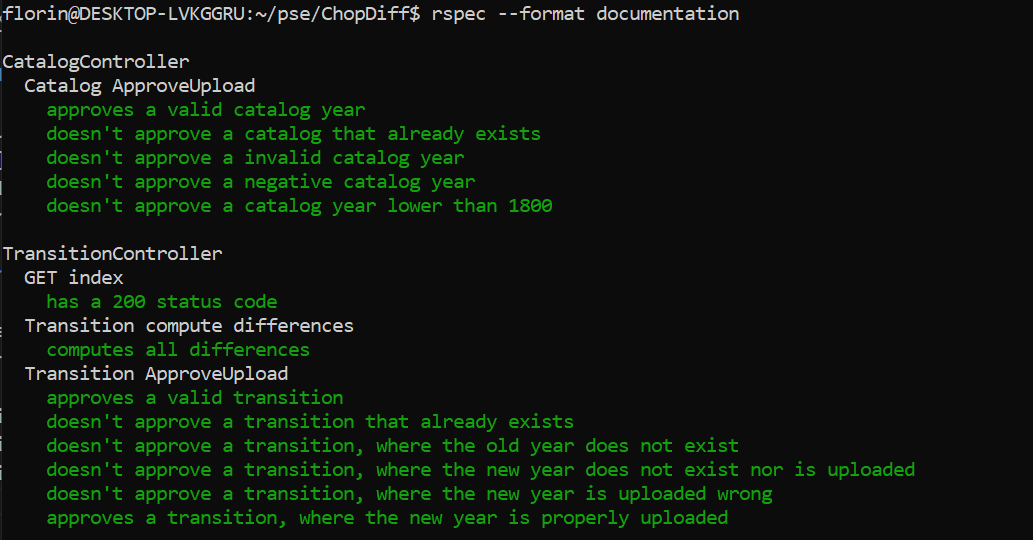 florin@DESKTOP-LVKGGRU:~/pse/ChopDiff$ rspec --format documentation
CatalogController
Catalog ApproveUpload
approves a valid catalog year
doesn't approve a catalog that already exists
doesn't approve a invalid catalog year
doesn't approve a negative catalog year
doesn't approve a catalog year lower than 1800
TransitionController
GET index
has a 200 status code
Transition compute differences
computes all differences
Transition ApproveUpload
approves a valid transition
doesn't approve a transition that already exists
doesn't approve a transition, where the old year does not exist
doesn't approve a transition, where the new year does not exist nor is uploaded
doesn't approve a transition, where the new year is uploaded wrong
approves a transition, where the new year is properly uploaded